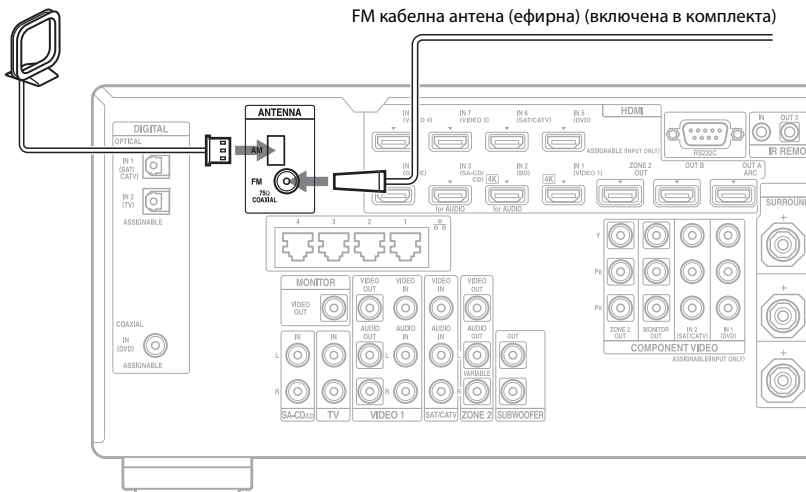 FM кабелна антена (ефирна) (включена в комплекта)
DIGITAL
OPTICAL
IN 1
(SAT/
CATV)
IN 2
(TV)
ASSIGNABLE
COAXIAL
IN
(DVD)
ASSIGNABLE
ANTENNA
AM
FM
75Ω
COAXIAL
IN 7
(VIDEO 3)
IN 6
(SAT/CATV)
IN 5
(DVD)
HDMI
ASSIGNABLE (INPUT ONLY)
IN 3
(SA-CD/
CD)
IN 2
(BD)
IN 1
(VIDEO 1)
4K
4K
for AUDIO
for AUDIO
ZONE 2
OUT
OUT B
OUT A
ARC
RS232C
IN
OUT 2
IR REMO
4
3
2
1
MONITOR
VIDEO
OUT
VIDEO
OUT
VIDEO
IN
VIDEO
IN
VIDEO
OUT
IN
IN
AUDIO
OUT
AUDIO
IN
AUDIO
IN
AUDIO
OUT
OUT
L
L
L
VARIABLE
R
R
R
SA-CD/CD
TV
VIDEO 1
SAT/CATV
ZONE 2
SUBWOOFER
Y
PB
PR
ZONE 2
OUT
MONITOR
OUT
IN 2
(SAT/CATV)
IN 1
(DVD)
COMPONENT VIDEO
ASSIGNABLE(INPUT ONLY)
SURROUND
+
+
+